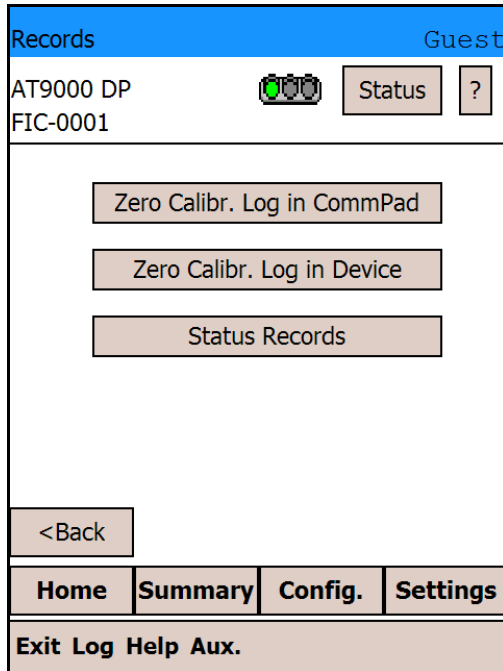 Records Guest
AT9000 DP
Status ?
FIC-0001
Zero Calibr. Log in CommPad
Zero Calibr. Log in Device
Status Records
<Back
Home Summary Config. Settings
Exit Log Help Aux.